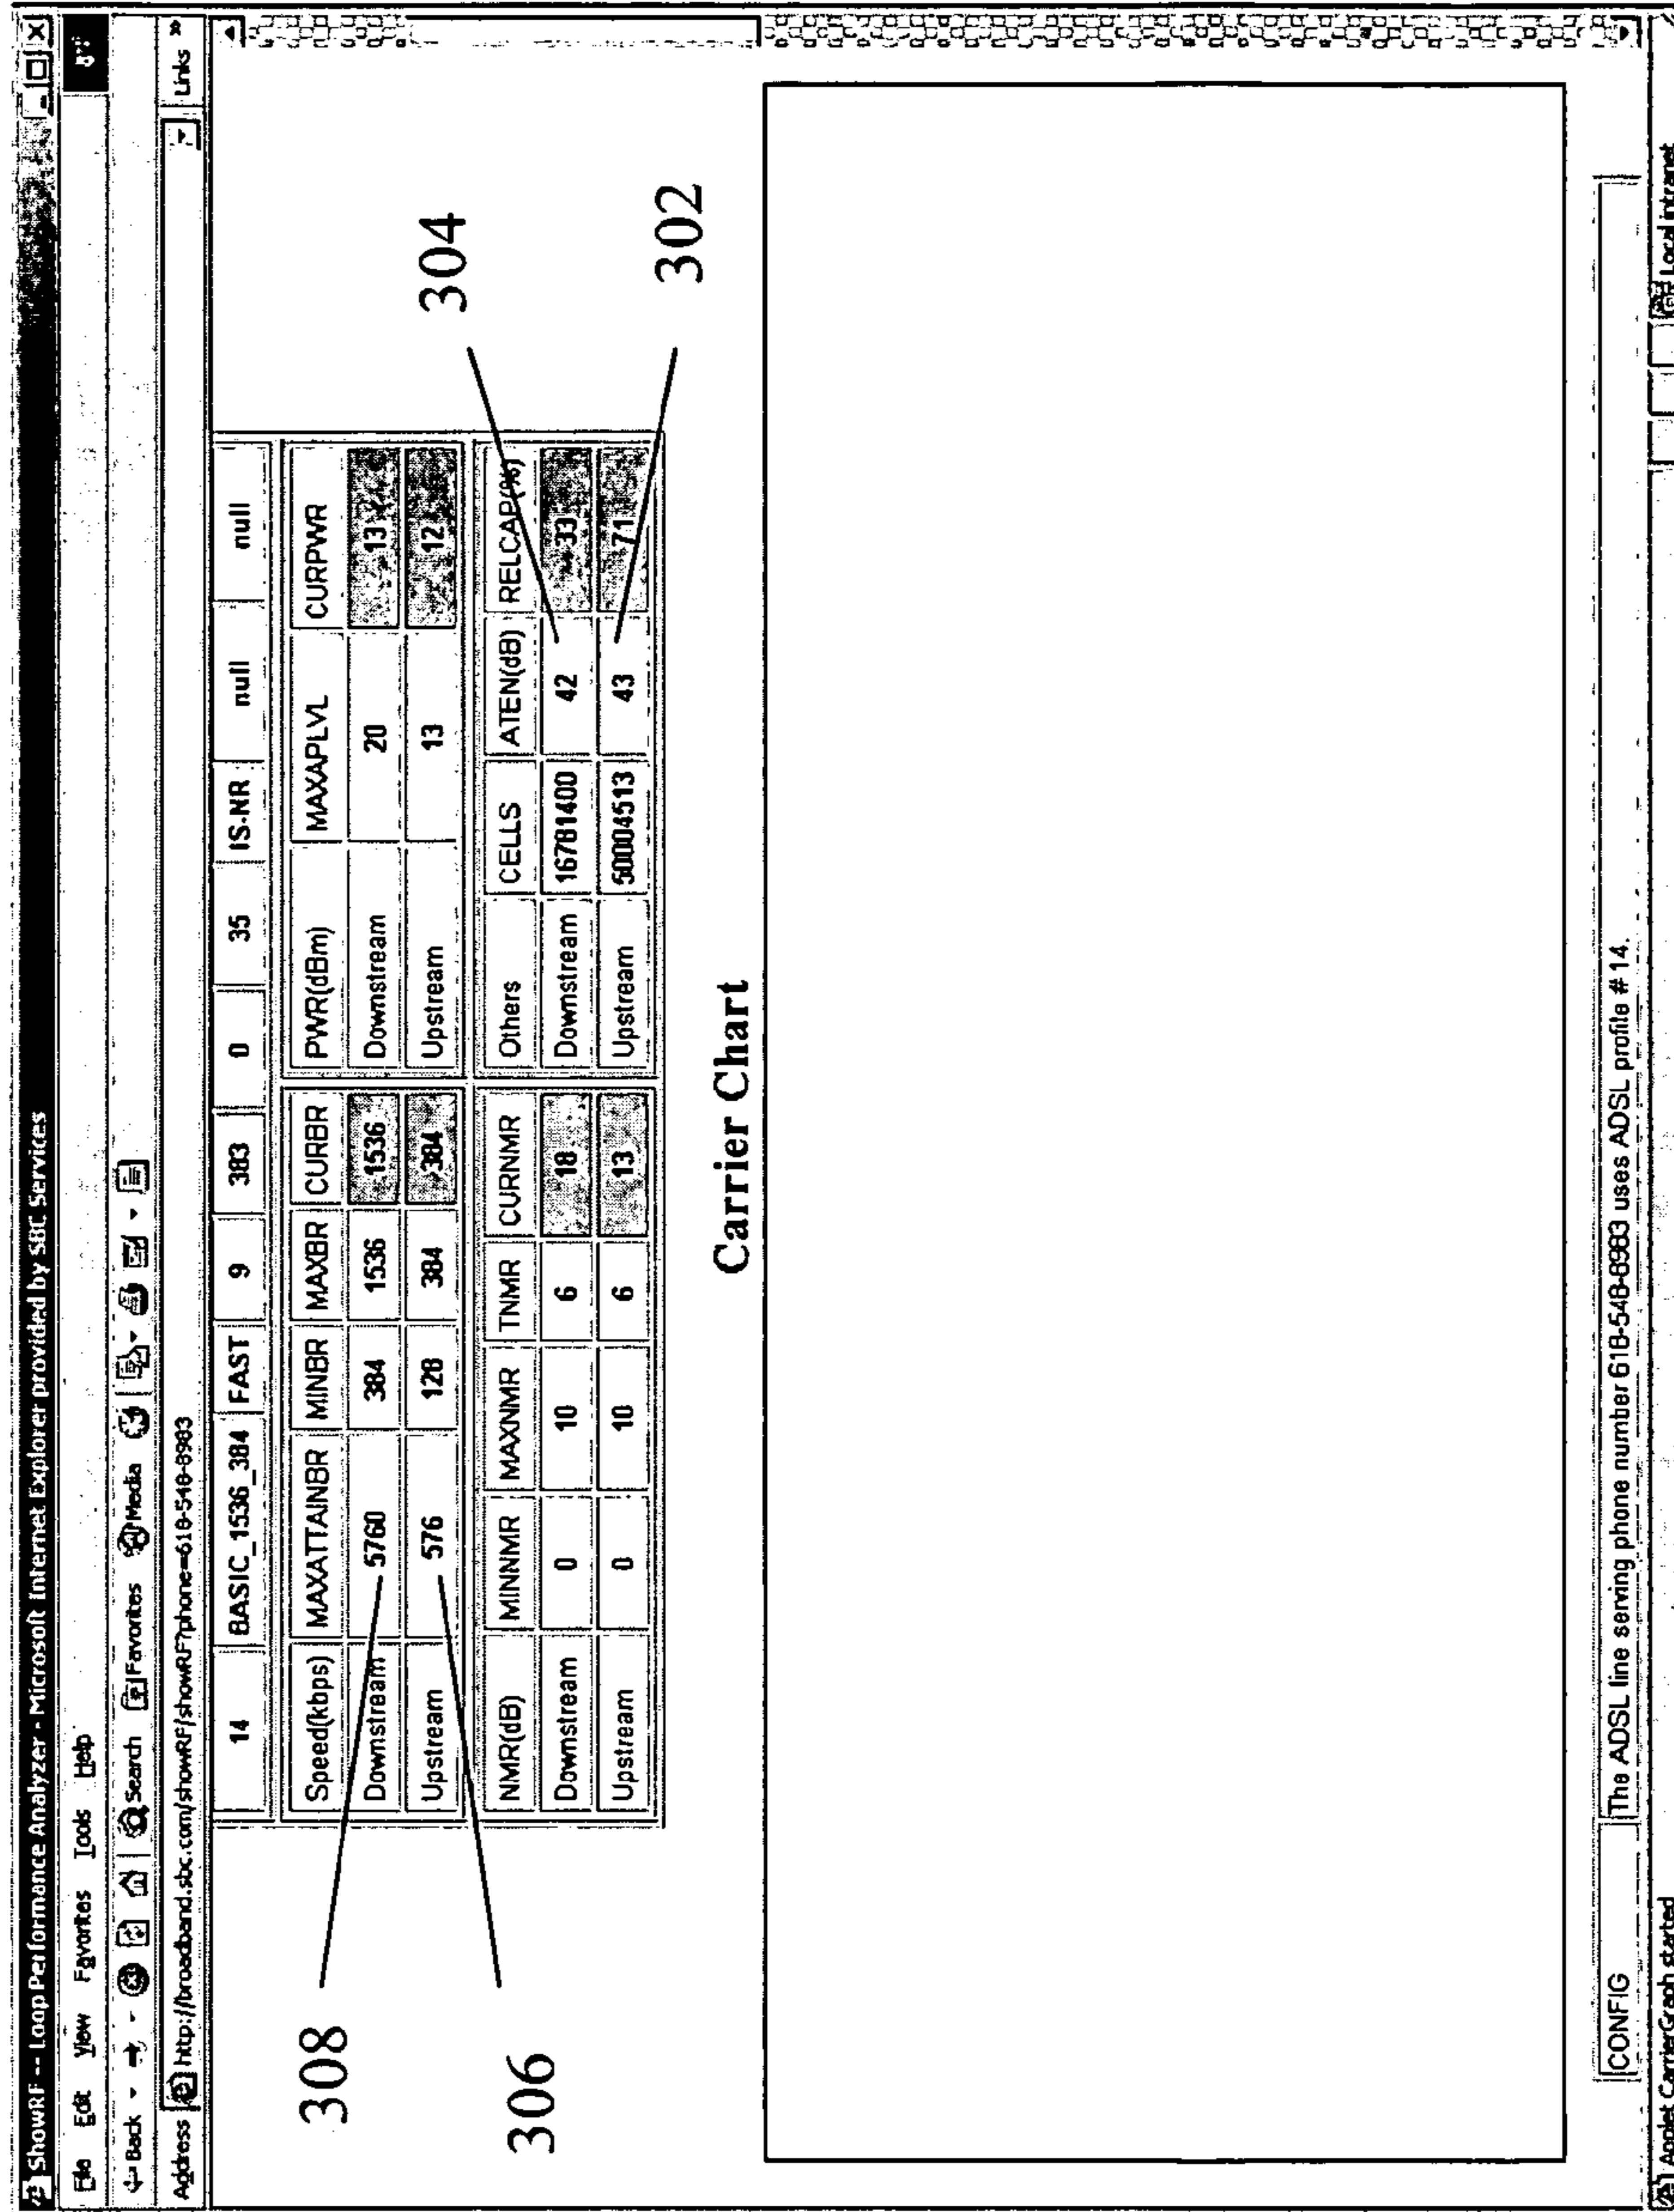 ShowRF -- Loop Performance Analyzer - Microsoft Internet Explorer provided by SBC Services
File Edit View Favorites Tools Help
Back Search Favorites Media
Address http://broadband.sbc.com/showRF/showRF?phone=618-548-8983 Links »
14 BASIC_1536_384 FAST 9 383 0 35 IS-NR null null
Speed(kbps) MAXATTAINBR MINBR MAXBR CURBR PWR(dBm) MAXAPLVL CURPWR
Downstream 5760 384 1536 1536 Downstream 20 13
Upstream 576 128 384 384 Upstream 13 12
NMR(dB) MINNMR MAXNMR TNMR CURNMR Others CELLS ATEN(dB) RELCAP(%)
Downstream 0 10 6 18 Downstream 16781400 42 33
Upstream 0 10 6 13 Upstream 50004513 43 71
308
306
304
302
Carrier Chart
CONFIG The ADSL line serving phone number 618-548-8983 uses ADSL profile # 14.
Applet CarrierGraph started Local intranet